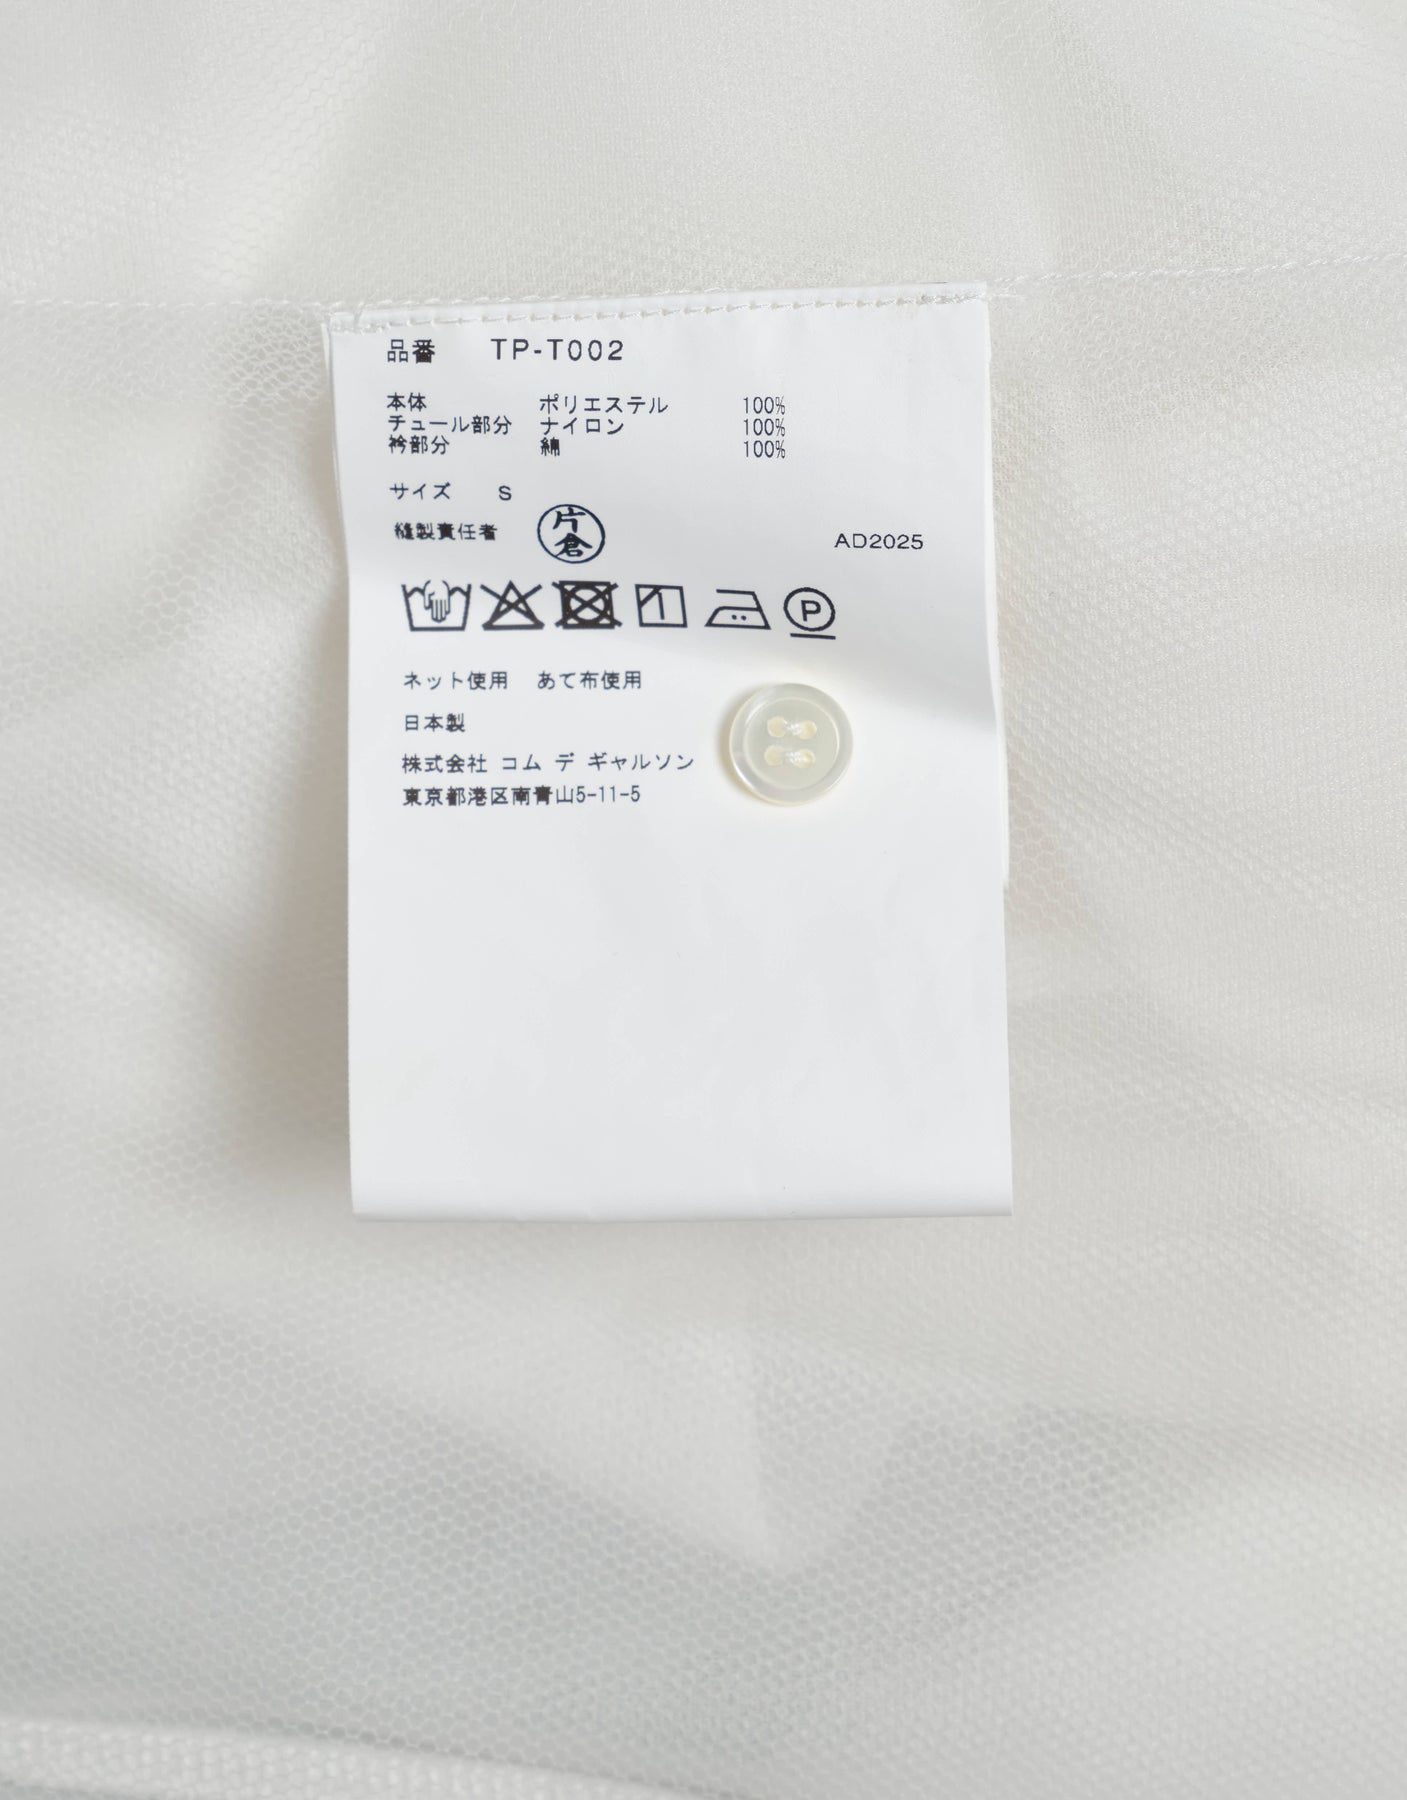 品番 TP-T002
本体 ポリエステル 100%
チュール部分 ナイロン 100%
衿部分 綿 100%
サイズ S
縫製責任者 片倉
AD2025
P
ネット使用 あて布使用
日本製
株式会社 コム デ ギャルソン
東京都港区南青山5-11-5